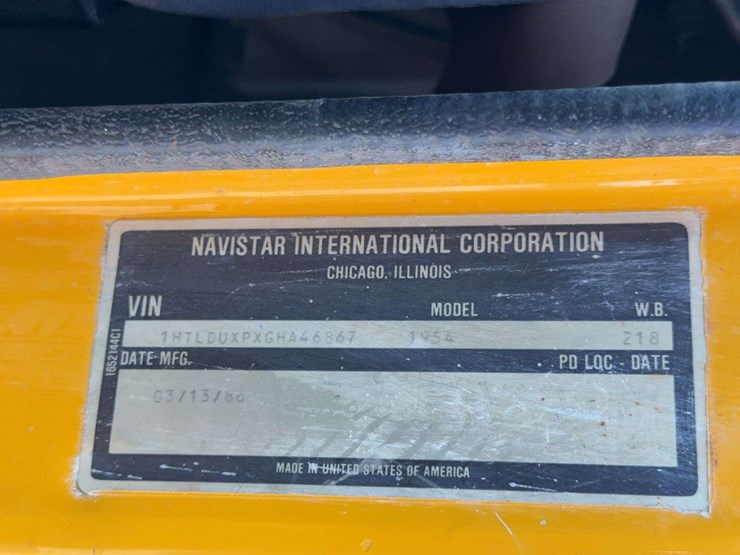 NAVISTAR INTERNATIONAL CORPORATION
CHICAGO, ILLINOIS
VIN MODEL W.B.
1HTLDUXPXGHA46867 1954 218
DATE MFG. PD LOC - DATE
03/13/86
MADE IN UNITED STATES OF AMERICA
1652144C1